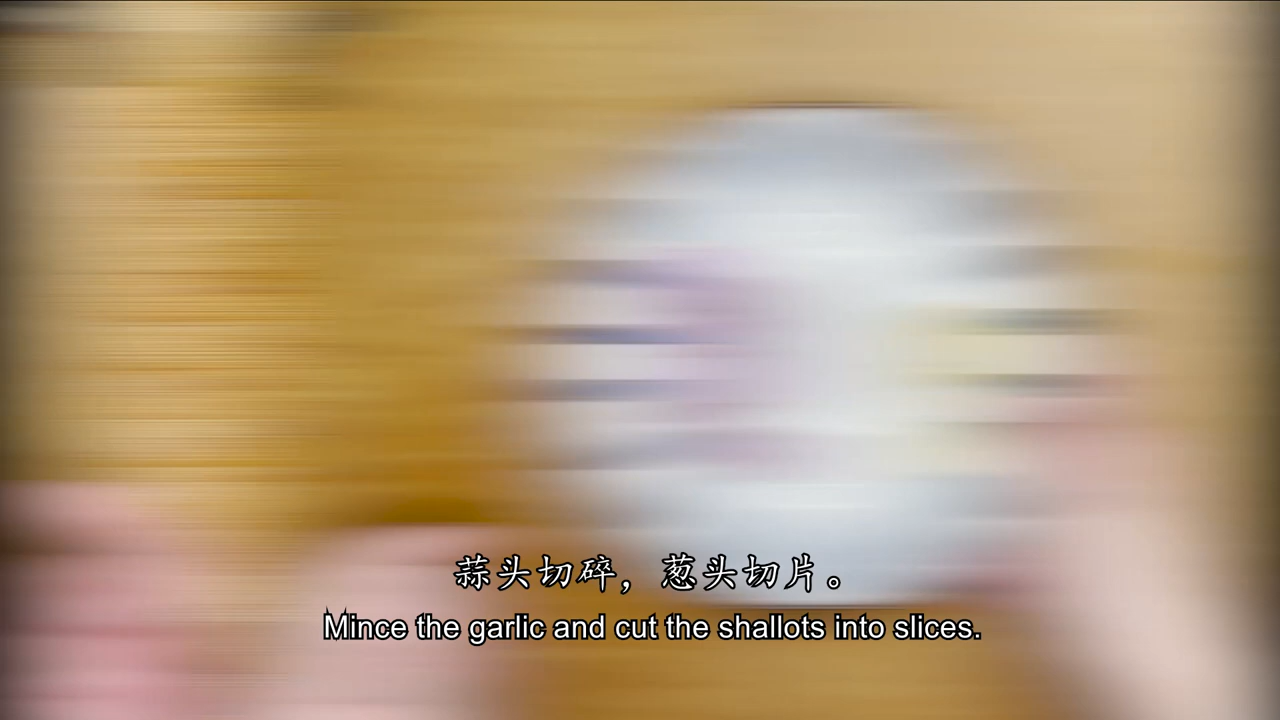 蒜头切碎，葱头切片。
Mince the garlic and cut the shallots into slices.